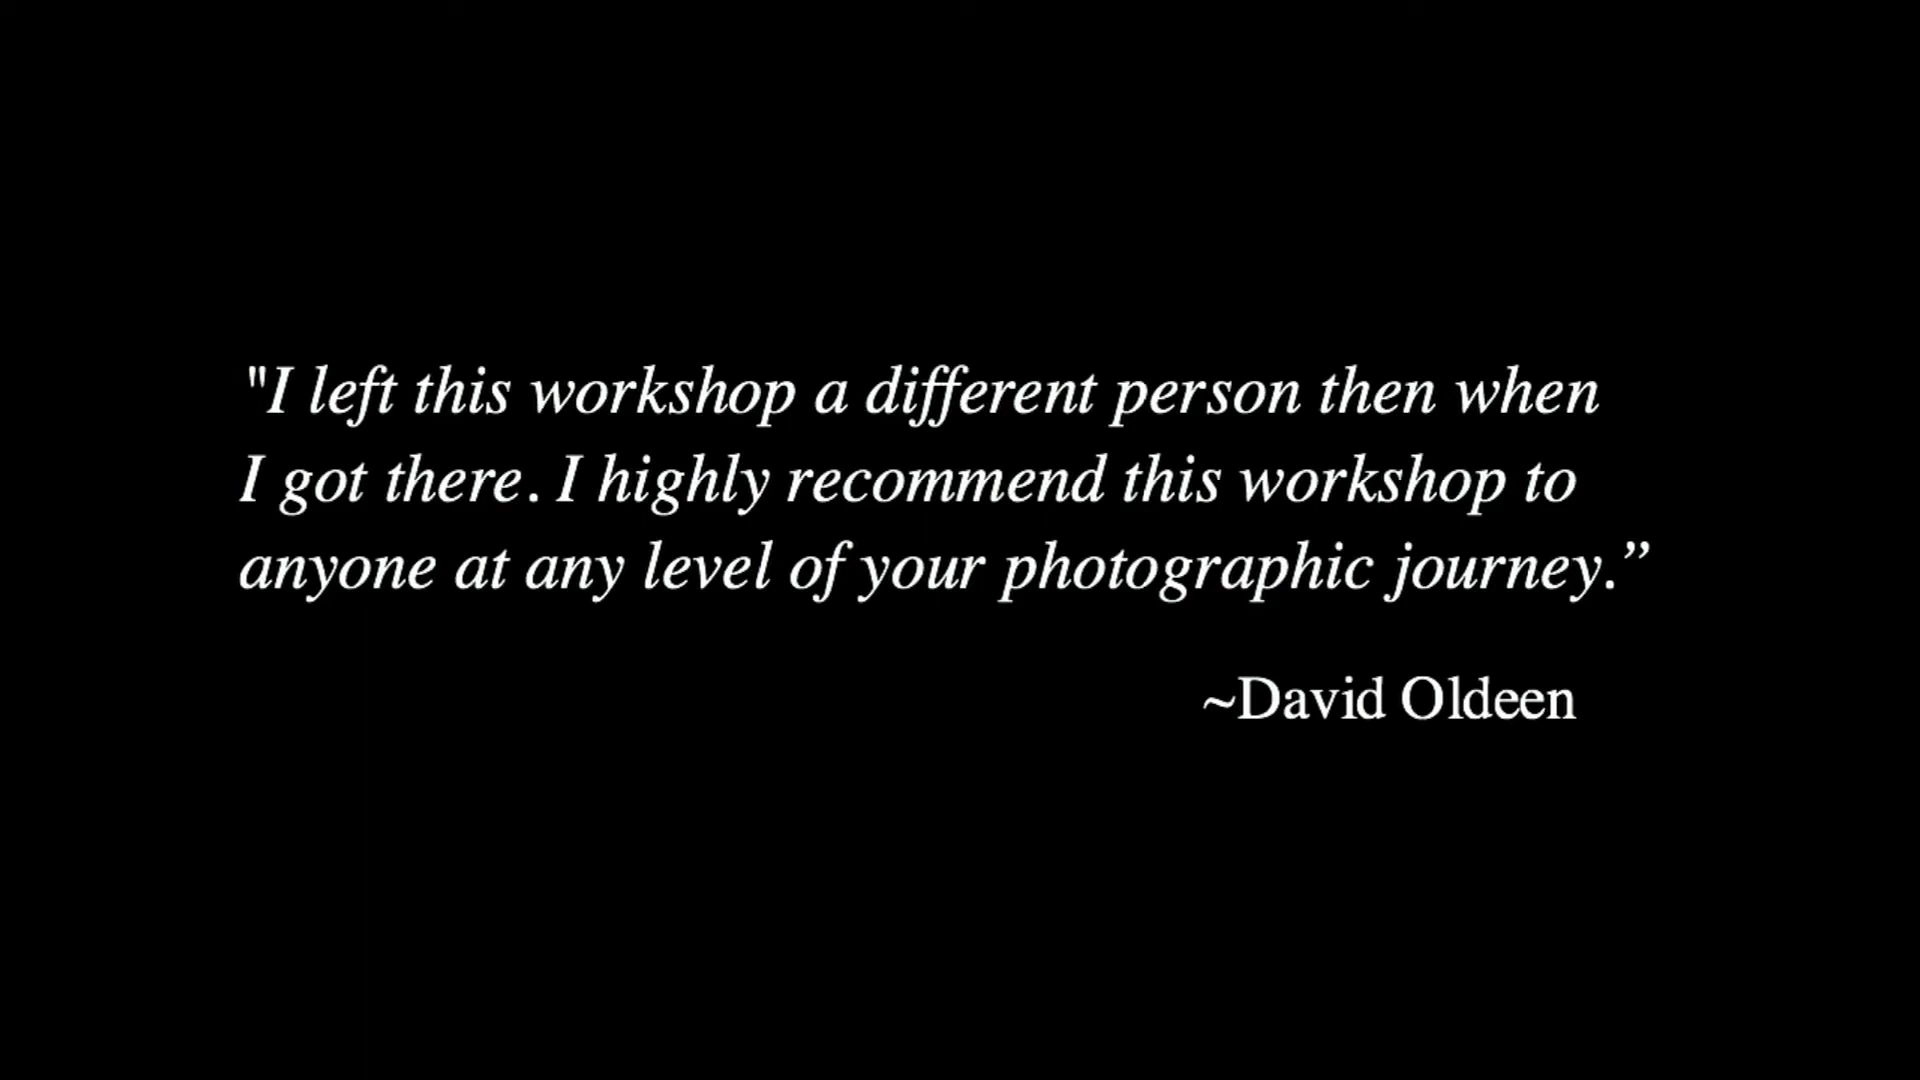 "I left this workshop a different person then when
I got there. I highly recommend this workshop to
anyone at any level of your photographic journey.”
~David Oldeen